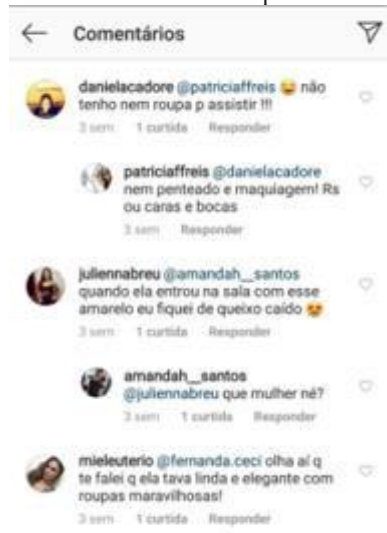 Comentários
danielacadore @patriciaffreis 😅 não
tenho nem roupa p assistir !!!
3 sem 1 curtida Responder
patriciaffreis @danielacadore
nem penteado e maquiagem! Rs
ou caras e bocas
3 sem Responder
juliennabreu @amandah__santos
quando ela entrou na sala com esse
amarelo eu fiquei de queixo caído 😍
3 sem 1 curtida Responder
amandah__santos
@juliennabreu que mulher né?
3 sem 1 curtida Responder
mieleuterio @fernanda.ceci olha aí q
te falei q ela tava linda e elegante com
roupas maravilhosas!
3 sem 1 curtida Responder